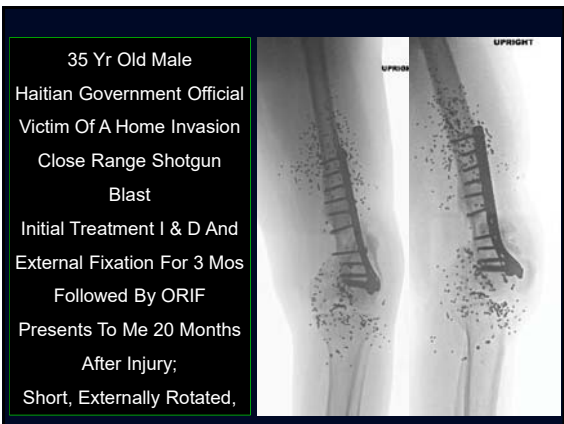 35 Yr Old Male
Haitian Government Official
Victim Of A Home Invasion
Close Range Shotgun
Blast
Initial Treatment I & D And
External Fixation For 3 Mos
Followed By ORIF
Presents To Me 20 Months
After Injury;
Short, Externally Rotated,
UPRIGH
UPRIGHT